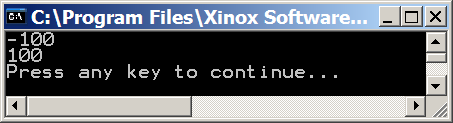 C:\Program Files\Xinox Software...
-100
100
Press any key to continue...